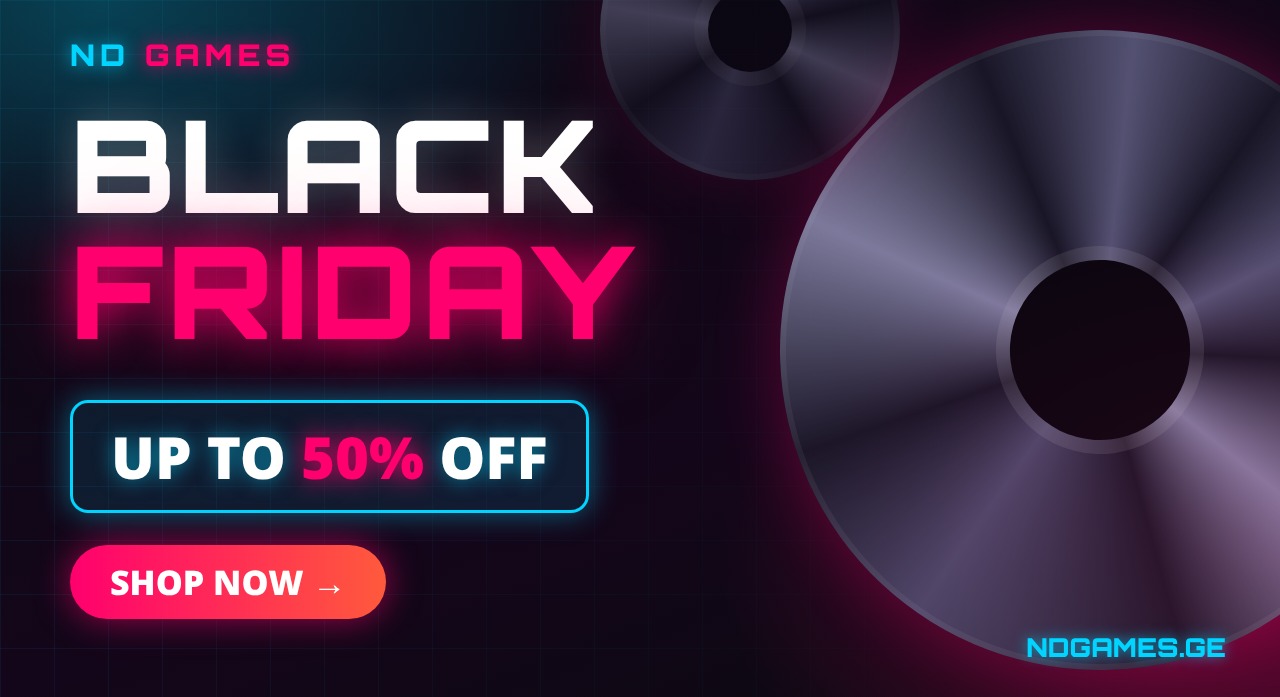 ND GAMES
BLACK
FRIDAY
UP TO 50% OFF
SHOP NOW →
NDGAMES.GE